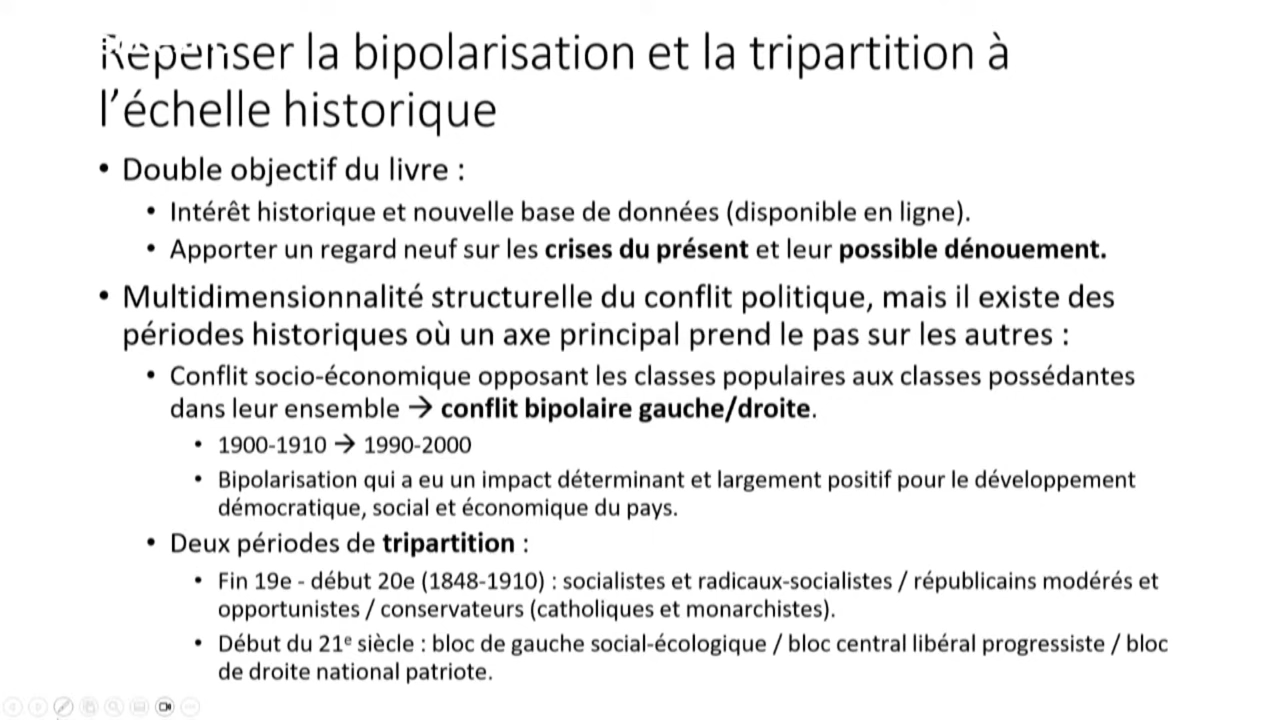 Repenser la bipolarisation et la tripartition à
l’échelle historique
• Double objectif du livre :
• Intérêt historique et nouvelle base de données (disponible en ligne).
• Apporter un regard neuf sur les crises du présent et leur possible dénouement.
• Multidimensionnalité structurelle du conflit politique, mais il existe des
périodes historiques où un axe principal prend le pas sur les autres :
• Conflit socio-économique opposant les classes populaires aux classes possédantes
dans leur ensemble → conflit bipolaire gauche/droite.
• 1900-1910 → 1990-2000
• Bipolarisation qui a eu un impact déterminant et largement positif pour le développement
démocratique, social et économique du pays.
• Deux périodes de tripartition :
• Fin 19e - début 20e (1848-1910) : socialistes et radicaux-socialistes / républicains modérés et
opportunistes / conservateurs (catholiques et monarchistes).
• Début du 21e siècle : bloc de gauche social-écologique / bloc central libéral progressiste / bloc
de droite national patriote.